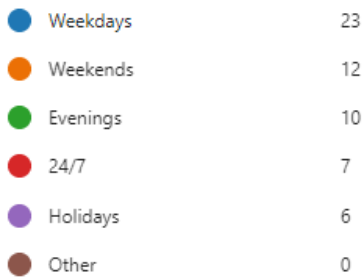 Weekdays 23
Weekends 12
Evenings 10
24/7 7
Holidays 6
Other 0